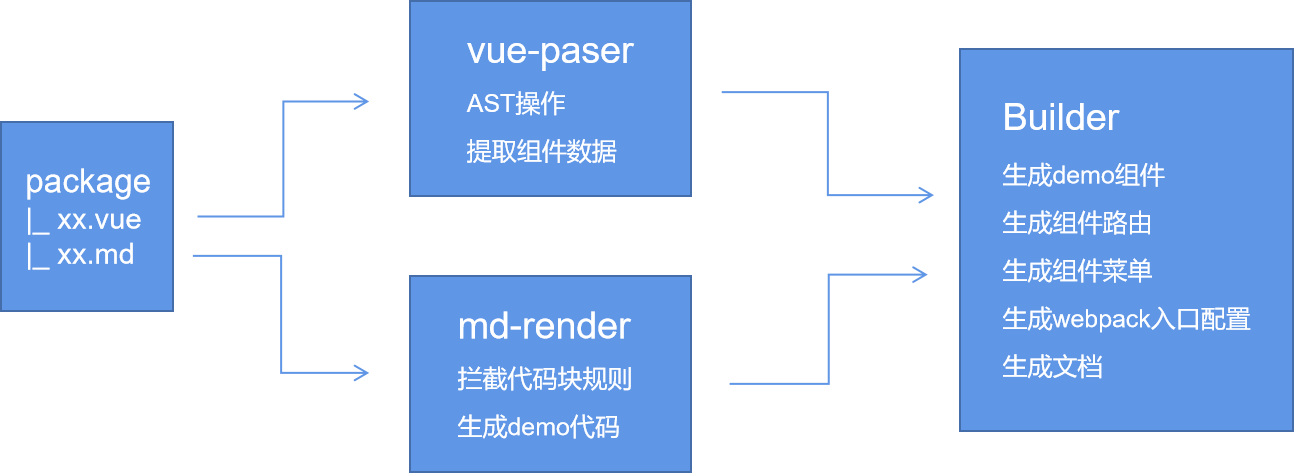 package
|_ xx.vue
|_ xx.md
vue-paser
AST操作
提取组件数据
md-render
拦截代码块规则
生成demo代码
Builder
生成demo组件
生成组件路由
生成组件菜单
生成webpack入口配置
生成文档